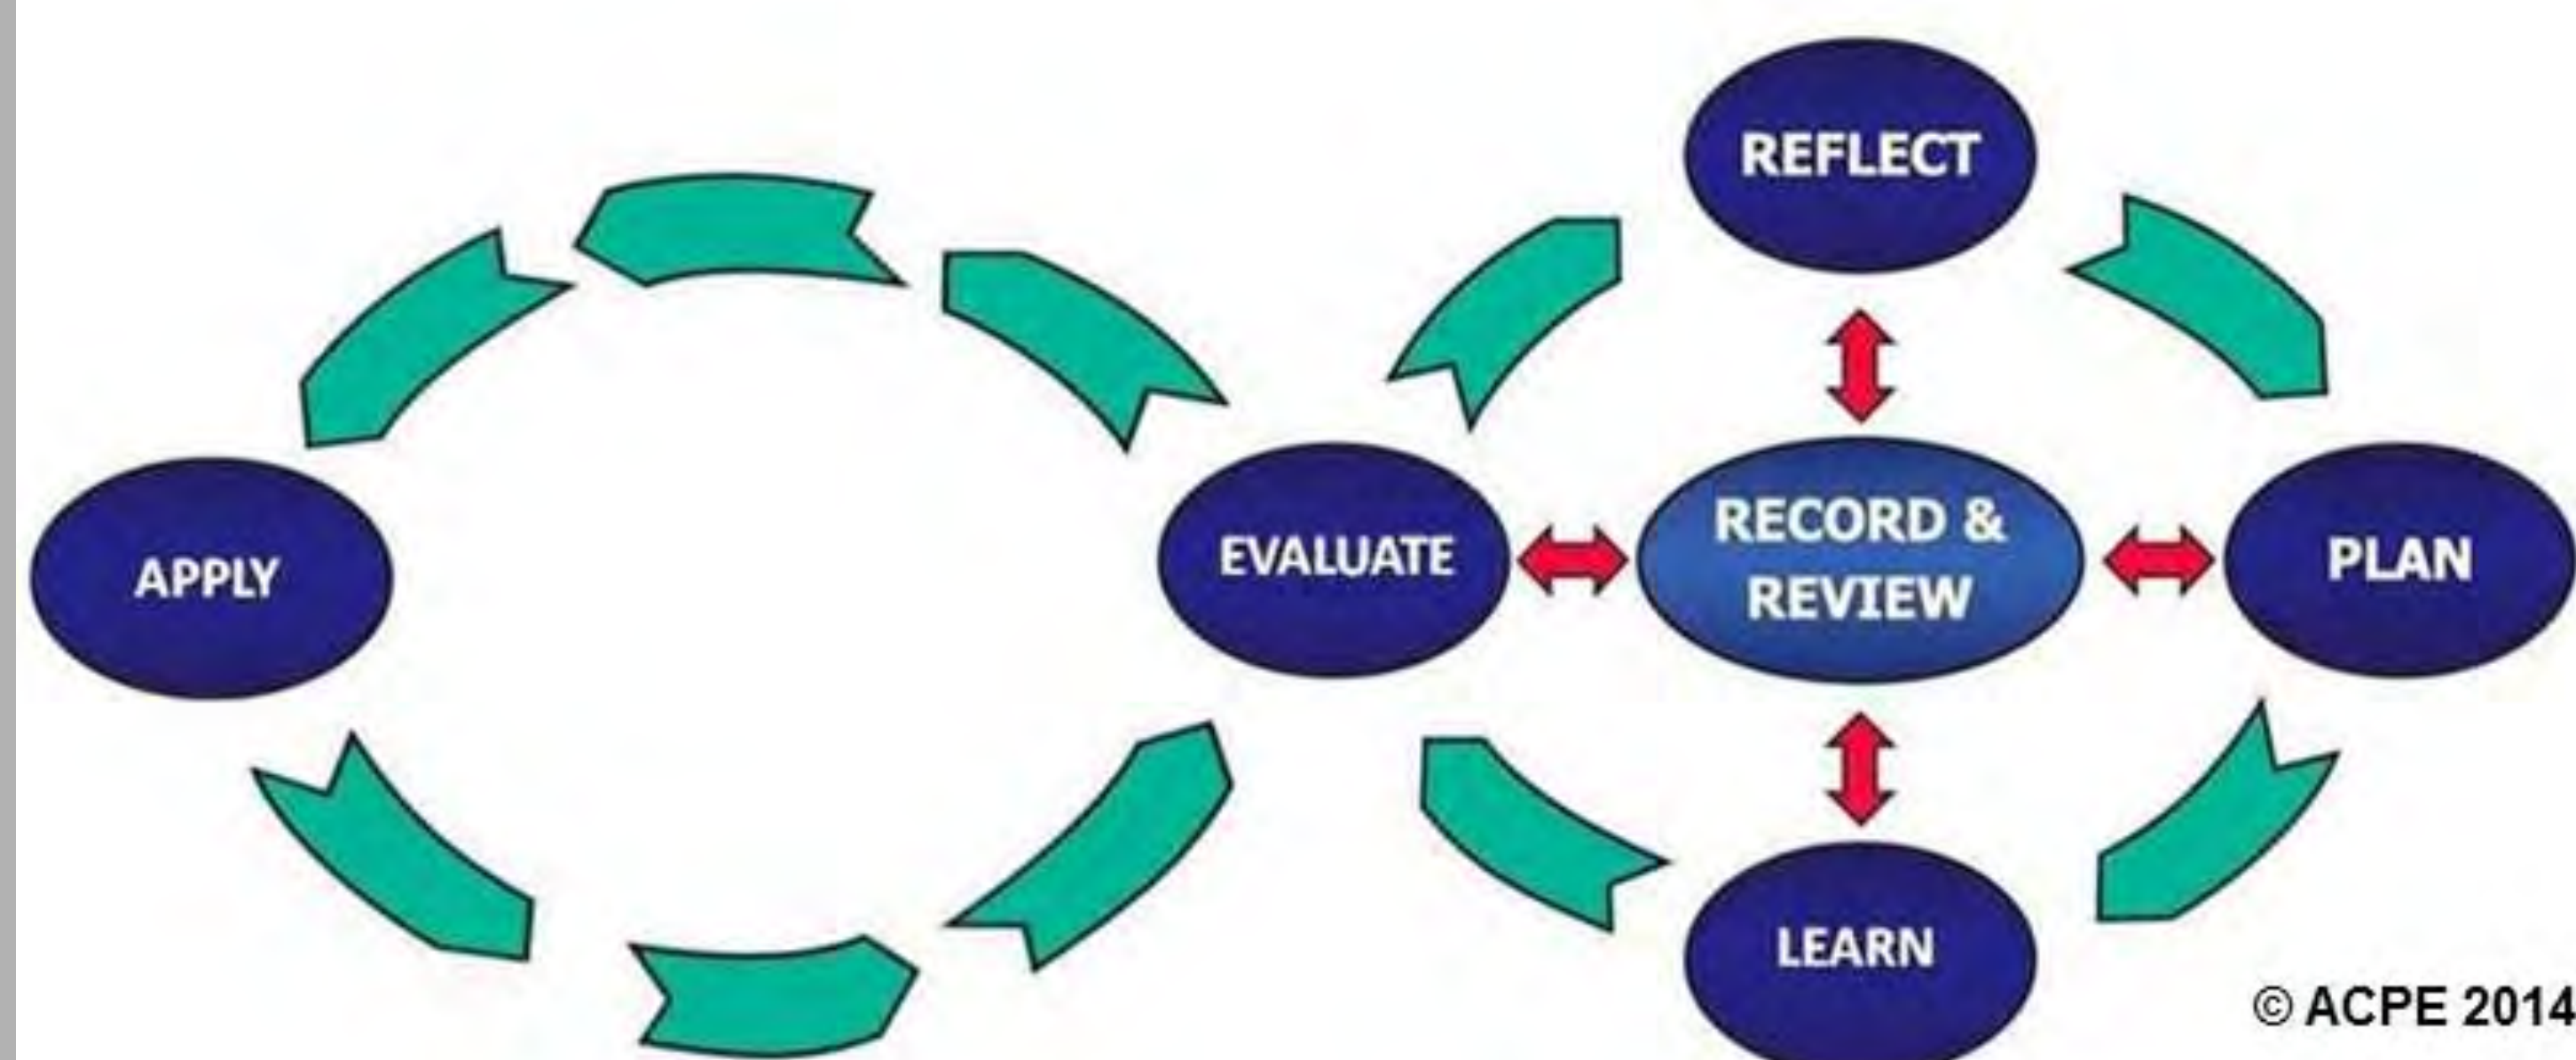 REFLECT
APPLY
EVALUATE
RECORD &
REVIEW
PLAN
LEARN
© ACPE 2014